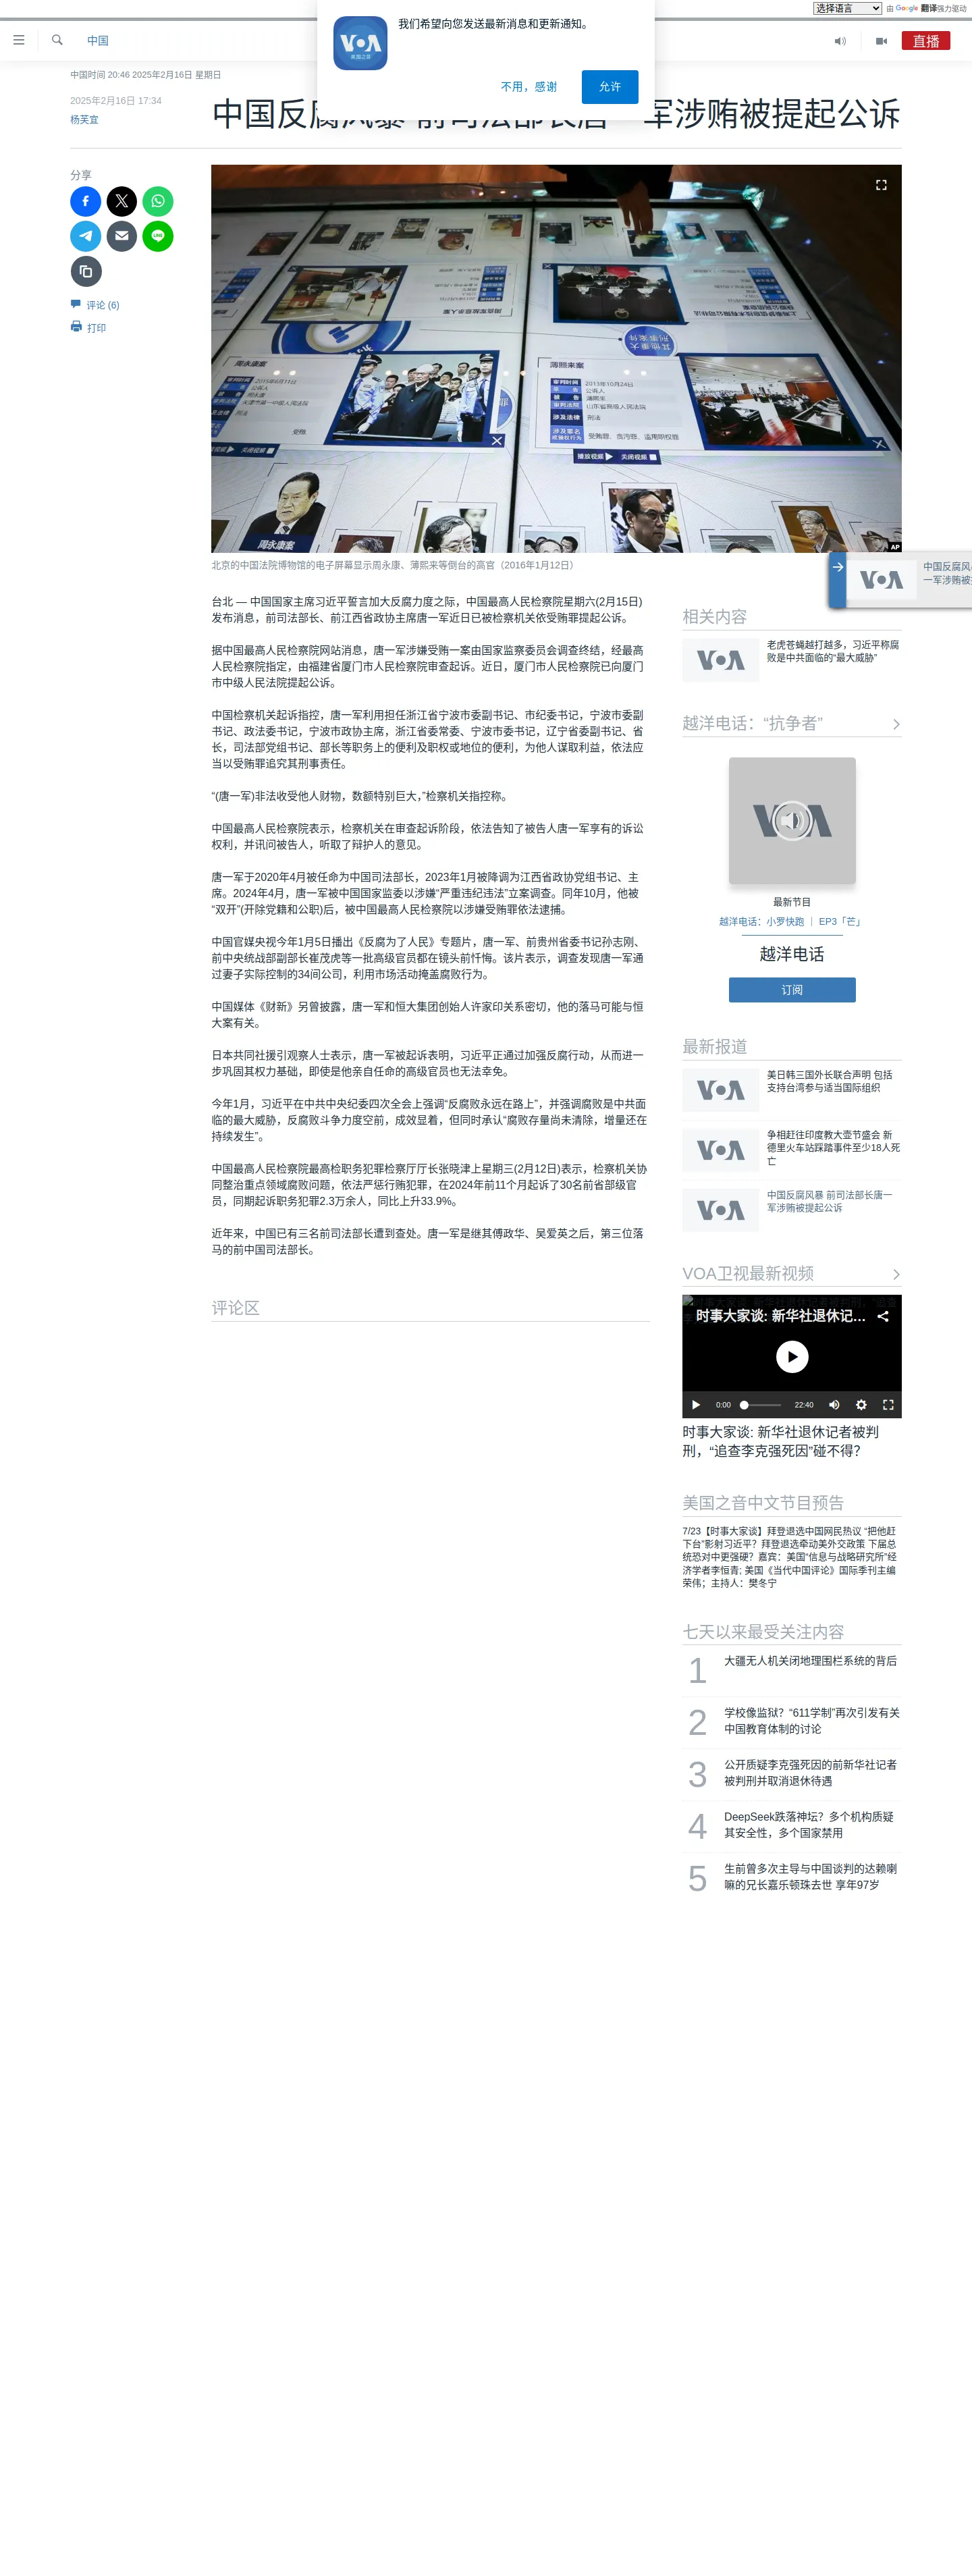 选择语言
由 Google 翻译强力驱动
我们希望向您发送最新消息和更新通知。
VOA
美国之音
不用，感谢
允许
中国
直播
中国时间 20:46 2025年2月16日 星期日
2025年2月16日 17:34
杨芙宜
中国反腐风暴 前司法部长唐一军涉贿被提起公诉
分享
评论 (6)
打印
薄熙来案
周永康案
播放视频
关闭视频
AP
北京的中国法院博物馆的电子屏幕显示周永康、薄熙来等倒台的高官（2016年1月12日）
中国反腐风
一军涉贿被
台北 — 中国国家主席习近平誓言加大反腐力度之际，中国最高人民检察院星期六(2月15日)
发布消息，前司法部长、前江西省政协主席唐一军近日已被检察机关依受贿罪提起公诉。
据中国最高人民检察院网站消息，唐一军涉嫌受贿一案由国家监察委员会调查终结，经最高
人民检察院指定，由福建省厦门市人民检察院审查起诉。近日，厦门市人民检察院已向厦门
市中级人民法院提起公诉。
中国检察机关起诉指控，唐一军利用担任浙江省宁波市委副书记、市纪委书记，宁波市委副
书记、政法委书记，宁波市政协主席，浙江省委常委、宁波市委书记，辽宁省委副书记、省
长，司法部党组书记、部长等职务上的便利及职权或地位的便利，为他人谋取利益，依法应
当以受贿罪追究其刑事责任。
“(唐一军)非法收受他人财物，数额特别巨大，”检察机关指控称。
中国最高人民检察院表示，检察机关在审查起诉阶段，依法告知了被告人唐一军享有的诉讼
权利，并讯问被告人，听取了辩护人的意见。
唐一军于2020年4月被任命为中国司法部长，2023年1月被降调为江西省政协党组书记、主
席。2024年4月，唐一军被中国国家监委以涉嫌“严重违纪违法”立案调查。同年10月，他被
“双开”(开除党籍和公职)后，被中国最高人民检察院以涉嫌受贿罪依法逮捕。
中国官媒央视今年1月5日播出《反腐为了人民》专题片，唐一军、前贵州省委书记孙志刚、
前中央统战部副部长崔茂虎等一批高级官员都在镜头前忏悔。该片表示，调查发现唐一军通
过妻子实际控制的34间公司，利用市场活动掩盖腐败行为。
中国媒体《财新》另曾披露，唐一军和恒大集团创始人许家印关系密切，他的落马可能与恒
大案有关。
日本共同社援引观察人士表示，唐一军被起诉表明，习近平正通过加强反腐行动，从而进一
步巩固其权力基础，即使是他亲自任命的高级官员也无法幸免。
今年1月，习近平在中共中央纪委四次全会上强调“反腐败永远在路上”，并强调腐败是中共面
临的最大威胁，反腐败斗争力度空前，成效显着，但同时承认“腐败存量尚未清除，增量还在
持续发生”。
中国最高人民检察院最高检职务犯罪检察厅厅长张晓津上星期三(2月12日)表示，检察机关协
同整治重点领域腐败问题，依法严惩行贿犯罪，在2024年前11个月起诉了30名前省部级官
员，同期起诉职务犯罪2.3万余人，同比上升33.9%。
近年来，中国已有三名前司法部长遭到查处。唐一军是继其傅政华、吴爱英之后，第三位落
马的前中国司法部长。
评论区
相关内容
VOA
老虎苍蝇越打越多，习近平称腐
败是中共面临的“最大威胁”
越洋电话：“抗争者”
最新节目
越洋电话：小罗快跑 ｜ EP3「芒」
越洋电话
订阅
最新报道
VOA
美日韩三国外长联合声明 包括
支持台湾参与适当国际组织
VOA
争相赶往印度教大壶节盛会 新
德里火车站踩踏事件至少18人死
亡
VOA
中国反腐风暴 前司法部长唐一
军涉贿被提起公诉
VOA卫视最新视频
时事大家谈: 新华社退休记…
0:00
22:40
时事大家谈: 新华社退休记者被判
刑，“追查李克强死因”碰不得？
美国之音中文节目预告
7/23【时事大家谈】拜登退选中国网民热议 “把他赶
下台”影射习近平？拜登退选牵动美外交政策 下届总
统恐对中更强硬？嘉宾：美国“信息与战略研究所”经
济学者李恒青; 美国《当代中国评论》国际季刊主编
荣伟；主持人：樊冬宁
七天以来最受关注内容
1
大疆无人机关闭地理围栏系统的背后
2
学校像监狱？“611学制”再次引发有关
中国教育体制的讨论
3
公开质疑李克强死因的前新华社记者
被判刑并取消退休待遇
4
DeepSeek跌落神坛？多个机构质疑
其安全性，多个国家禁用
5
生前曾多次主导与中国谈判的达赖喇
嘛的兄长嘉乐顿珠去世 享年97岁